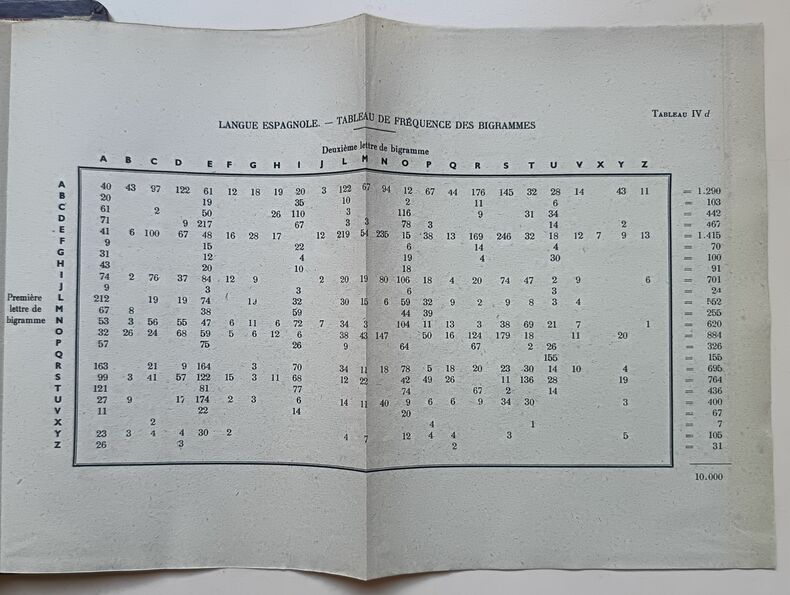 TABLEAU IV d
LANGUE ESPAGNOLE. — TABLEAU DE FRÉQUENCE DES BIGRAMMES
Deuxième lettre de bigramme
A B C D E F G H I J L M N O P Q R S T U V X Y Z
Première lettre de bigramme
A 40 43 97 122 61 12 18 19 20 3 122 67 94 12 67 44 176 145 32 28 14 43 11 = 1.290
B 20 19 35 10 2 11 6 = 103
C 61 2 50 26 110 3 116 9 31 34 = 442
D 71 9 217 67 3 3 78 3 14 2 = 467
E 41 6 100 67 48 16 28 17 12 219 54 235 15 38 13 169 246 32 18 12 7 9 13 = 1.415
F 9 15 22 6 14 4 = 70
G 31 12 4 19 4 30 = 100
H 43 20 10 18 = 91
I 74 2 76 37 84 12 9 2 20 19 80 106 18 4 20 74 47 2 9 6 = 701
J 9 3 3 6 3 = 24
L 212 19 19 74 32 30 15 6 59 32 9 2 9 8 3 4 = 552
M 67 8 38 59 44 39 = 255
N 53 3 56 55 47 6 11 6 72 7 34 3 104 11 13 3 38 69 21 7 1 = 620
O 32 26 24 68 59 5 6 12 6 38 43 147 50 16 124 179 18 11 20 = 884
P 57 75 26 9 64 67 2 26 = 326
Q 155 = 155
R 163 21 9 164 3 70 34 11 18 78 5 18 20 23 30 14 10 4 = 695
S 99 3 41 57 122 15 3 11 68 12 22 42 49 26 11 136 28 19 = 764
T 121 81 77 74 67 2 14 = 436
U 27 9 17 174 2 3 6 14 11 40 9 6 6 9 34 30 3 = 400
V 11 22 14 20 = 67
X 2 4 1 = 7
Y 23 3 4 4 30 2 4 7 12 4 4 3 5 = 105
Z 26 3 2 = 31
10.000